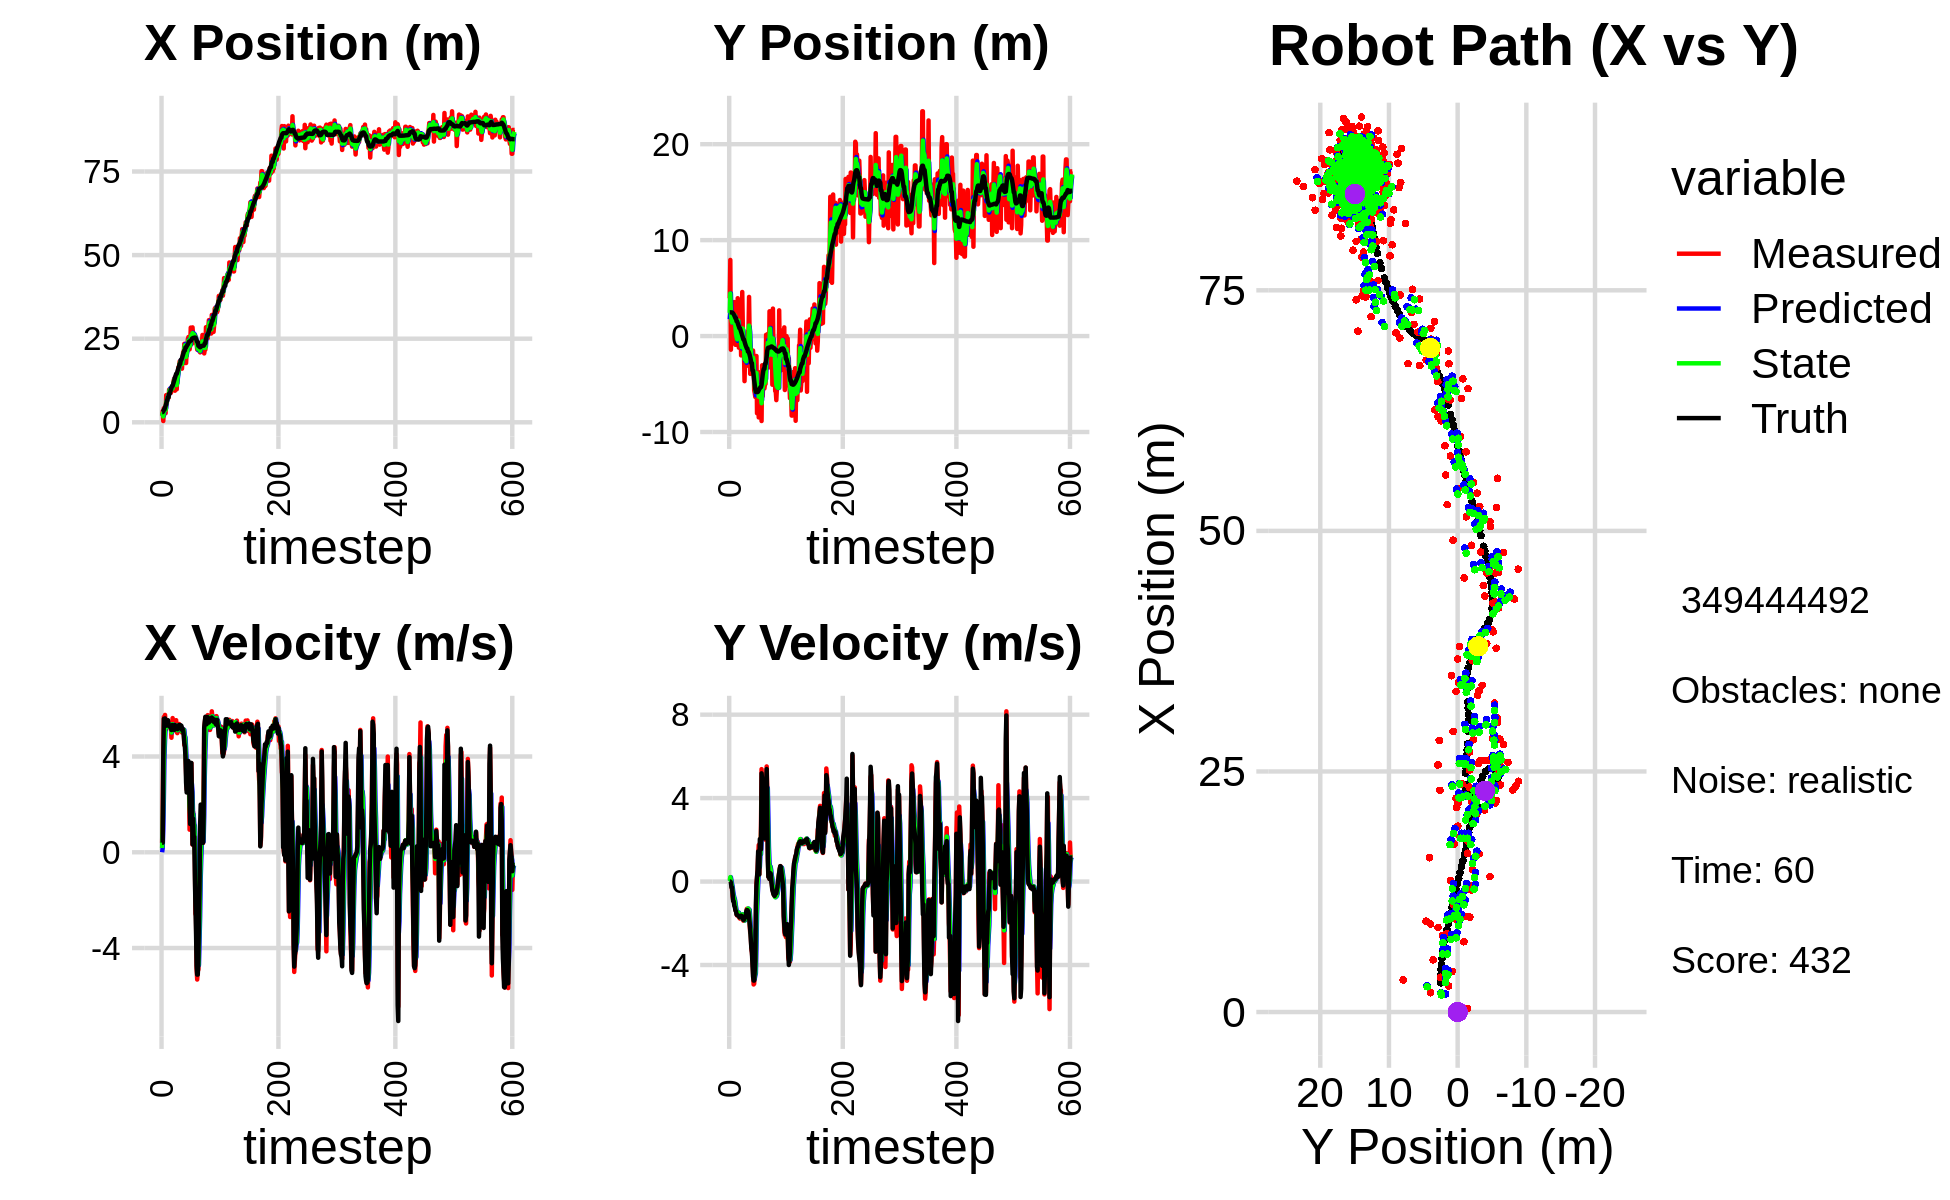 X Position (m)
75
50
25
0
0
200
400
600
timestep
Y Position (m)
20
10
0
-10
0
200
400
600
timestep
X Velocity (m/s)
4
0
-4
0
200
400
600
timestep
Y Velocity (m/s)
8
4
0
-4
0
200
400
600
timestep
Robot Path (X vs Y)
X Position (m)
75
50
25
0
20 10 0 -10 -20
Y Position (m)
variable
Measured
Predicted
State
Truth
349444492
Obstacles: none
Noise: realistic
Time: 60
Score: 432